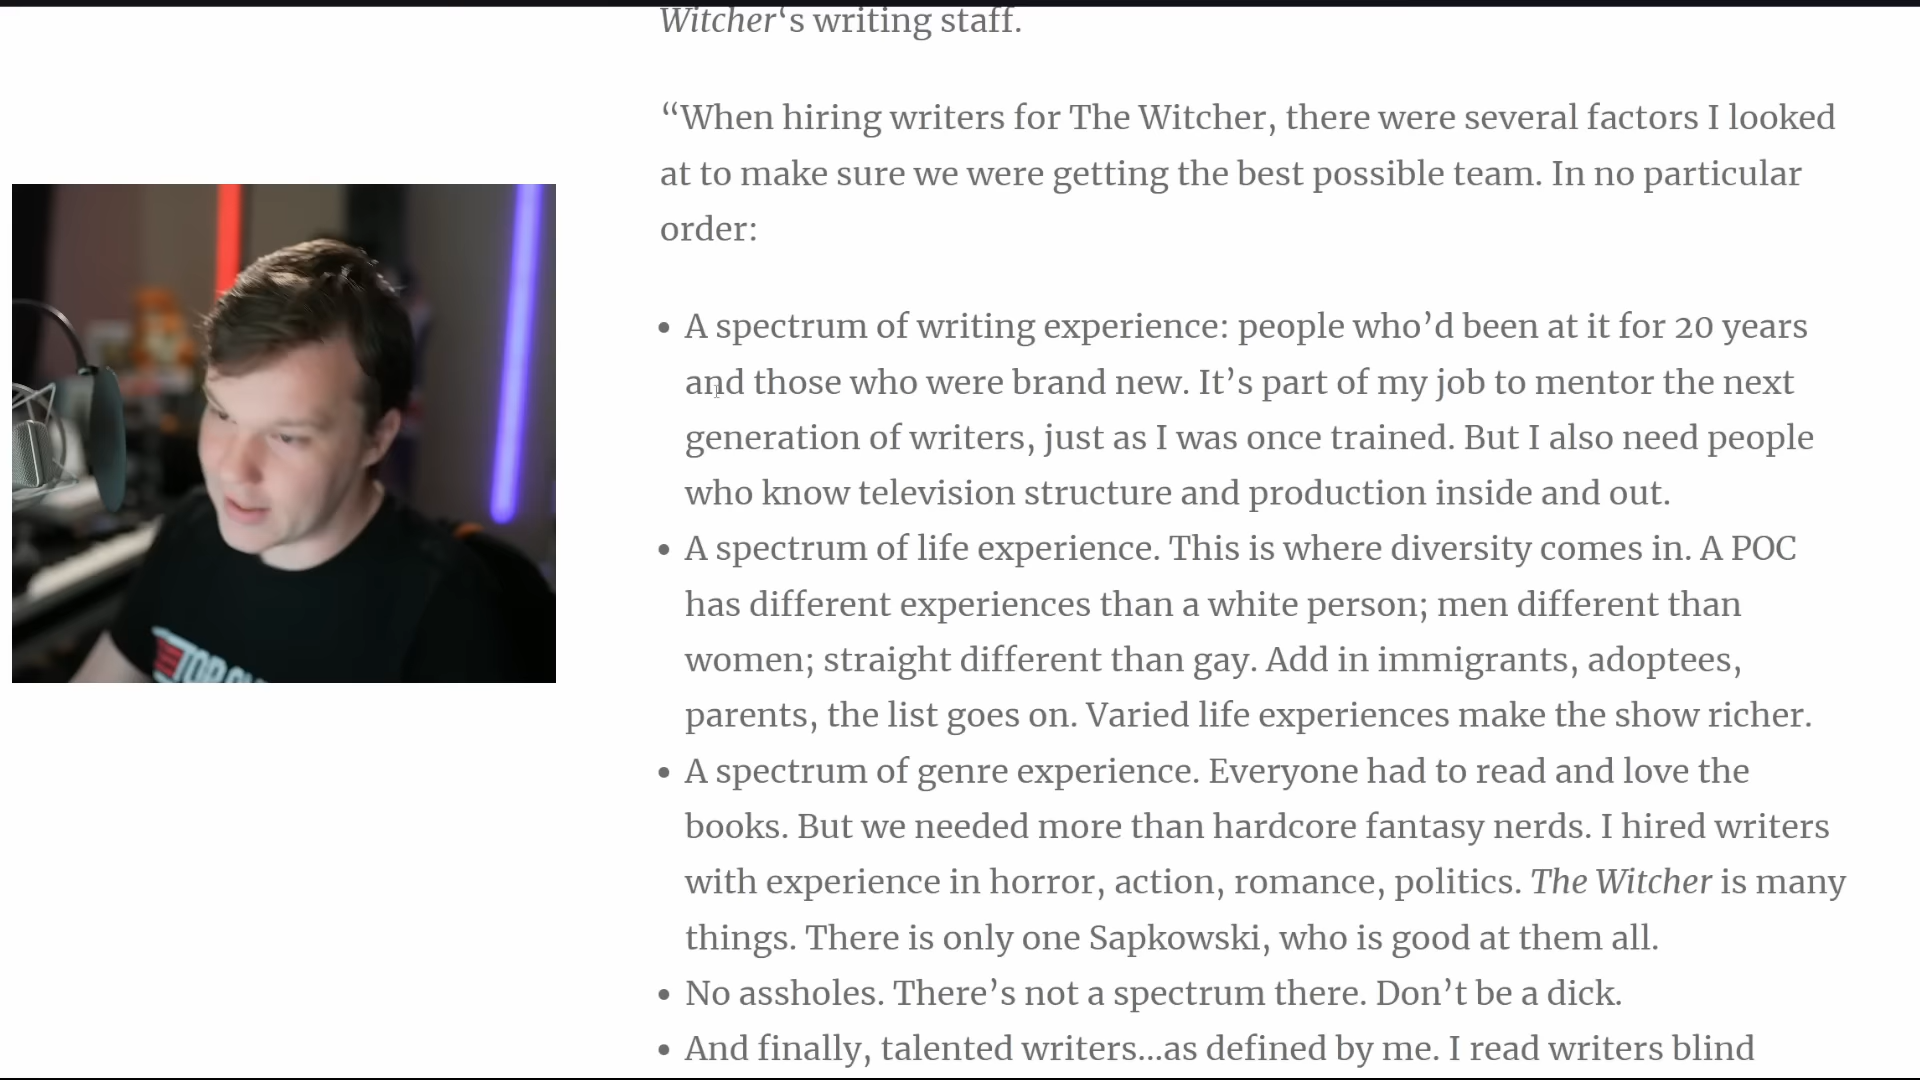 Witcher‘s writing staff.
“When hiring writers for The Witcher, there were several factors I looked
at to make sure we were getting the best possible team. In no particular
order:
• A spectrum of writing experience: people who’d been at it for 20 years
and those who were brand new. It’s part of my job to mentor the next
generation of writers, just as I was once trained. But I also need people
who know television structure and production inside and out.
• A spectrum of life experience. This is where diversity comes in. A POC
has different experiences than a white person; men different than
women; straight different than gay. Add in immigrants, adoptees,
parents, the list goes on. Varied life experiences make the show richer.
• A spectrum of genre experience. Everyone had to read and love the
books. But we needed more than hardcore fantasy nerds. I hired writers
with experience in horror, action, romance, politics. The Witcher is many
things. There is only one Sapkowski, who is good at them all.
• No assholes. There’s not a spectrum there. Don’t be a dick.
• And finally, talented writers...as defined by me. I read writers blind
TOP